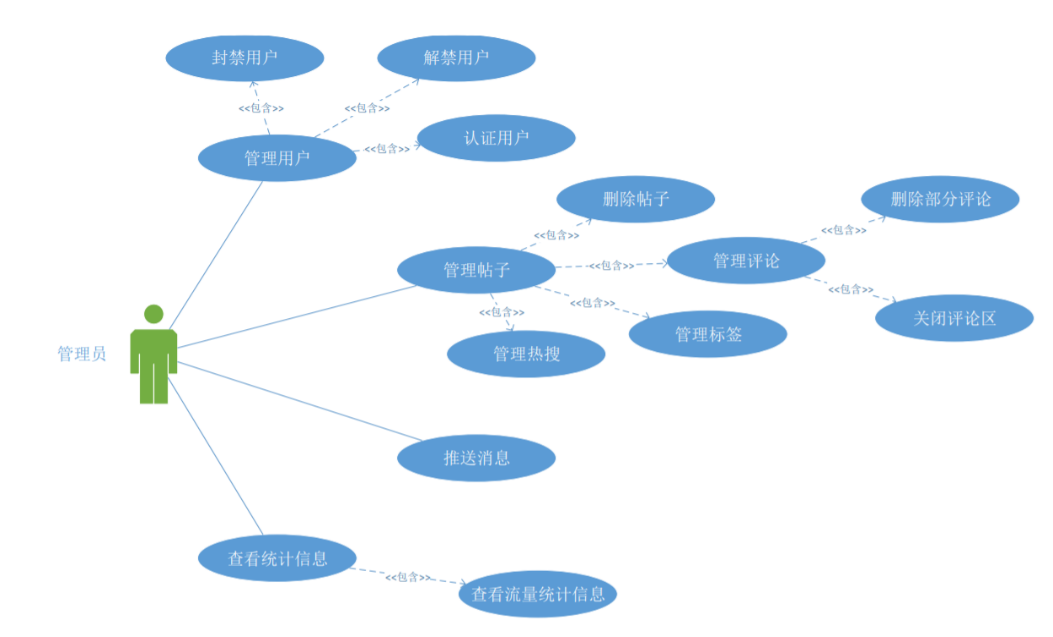 封禁用户
解禁用户
<<包含>>
<<包含>>
认证用户
<<包含>>
管理用户
删除帖子
删除部分评论
<<包含>>
<<包含>>
管理帖子
<<包含>>
管理评论
<<包含>>
<<包含>>
<<包含>>
关闭评论区
管理标签
管理热搜
管理员
推送消息
查看统计信息
<<包含>>
查看流量统计信息